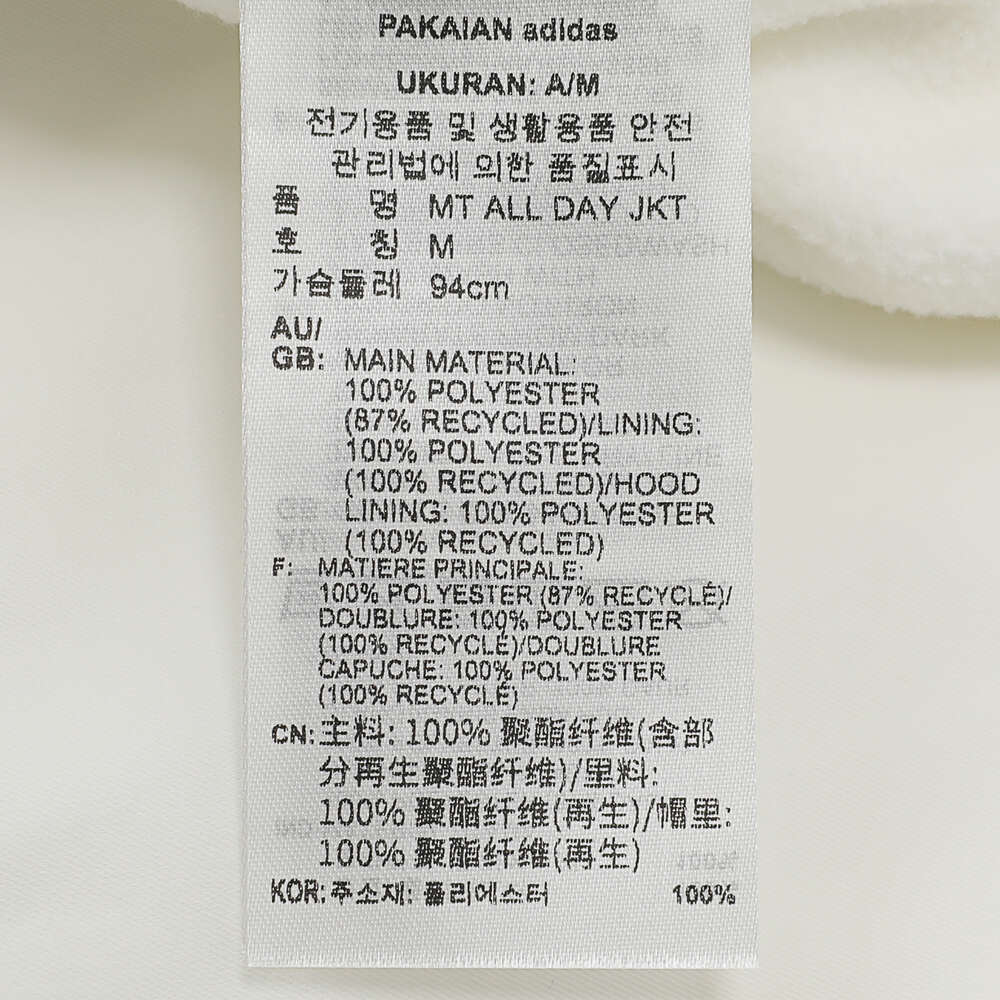 PAKAIAN adidas
UKURAN: A/M
전기용품 및 생활용품 안전
관리법에 의한 품질표시
품 명 MT ALL DAY JKT
호 칭 M
가슴둘레 94cm
AU/
GB: MAIN MATERIAL:
100% POLYESTER
(87% RECYCLED)/LINING:
100% POLYESTER
(100% RECYCLED)/HOOD
LINING: 100% POLYESTER
(100% RECYCLED)
F: MATIERE PRINCIPALE:
100% POLYESTER (87% RECYCLÉ)/
DOUBLURE: 100% POLYESTER
(100% RECYCLÉ)/DOUBLURE
CAPUCHE: 100% POLYESTER
(100% RECYCLÉ)
CN: 主料: 100% 聚酯纤维(含部
分再生聚酯纤维)/里料:
100% 聚酯纤维(再生)/帽里:
100% 聚酯纤维(再生)
KOR: 주소재: 폴리에스터 100%